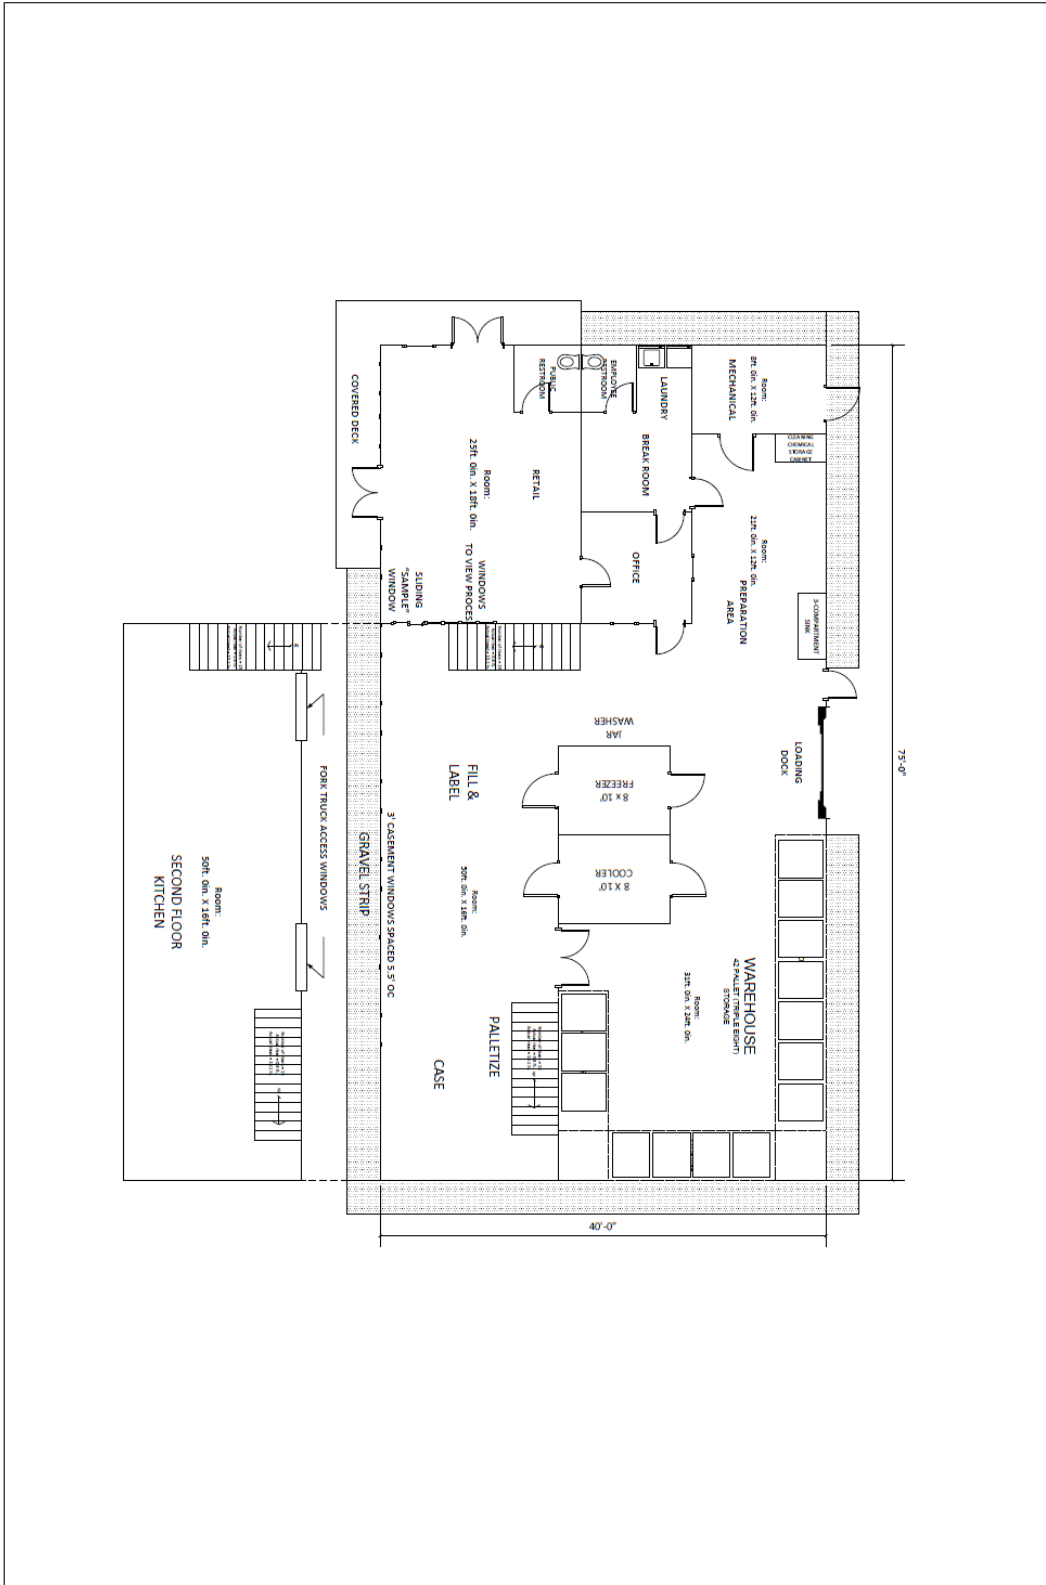 75'-0"
Room:
8ft. 0in. X 12ft. 0in.
MECHANICAL
CLEANING
CHEMICAL
STORAGE
CABINET
Room:
21ft. 0in. X 12ft. 0in.
PREPARATION
AREA
3-COMPARTMENT
SINK
LOADING
DOCK
LAUNDRY
BREAK ROOM
EMPLOYEE
RESTROOM
PUBLIC
RESTROOM
OFFICE
RETAIL
Room:
25ft. 0in. X 18ft. 0in.
WINDOWS
TO VIEW PROCES
SLIDING
"SAMPLE"
WINDOW
COVERED DECK
JAR
WASHER
8 x 10'
FREEZER
8 X 10'
COOLER
WAREHOUSE
42 PALLET (TRIPLE EIGHT)
STORAGE
Room:
31ft. 0in. X 24ft. 0in.
FILL &
LABEL
Room:
50ft. 0in. X 16ft. 0in.
PALLETIZE
CASE
3' CASEMENT WINDOWS SPACED 5.5' OC
GRAVEL STRIP
FORK TRUCK ACCESS WINDOWS
Room:
50ft. 0in. X 16ft. 0in.
SECOND FLOOR
KITCHEN
40'-0"